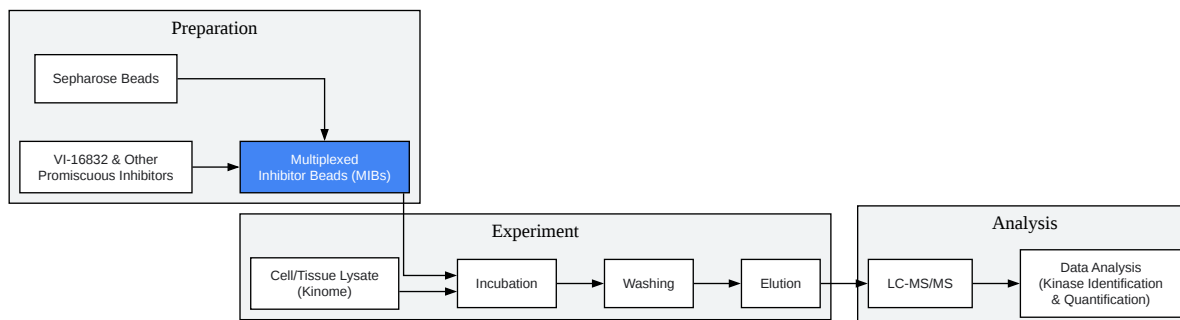 Preparation
Sepharose Beads
VI-16832 & Other
Promiscuous Inhibitors
Multiplexed
Inhibitor Beads (MIBs)
Experiment
Cell/Tissue Lysate
(Kinome)
Incubation
Washing
Elution
Analysis
LC-MS/MS
Data Analysis
(Kinase Identification
& Quantification)